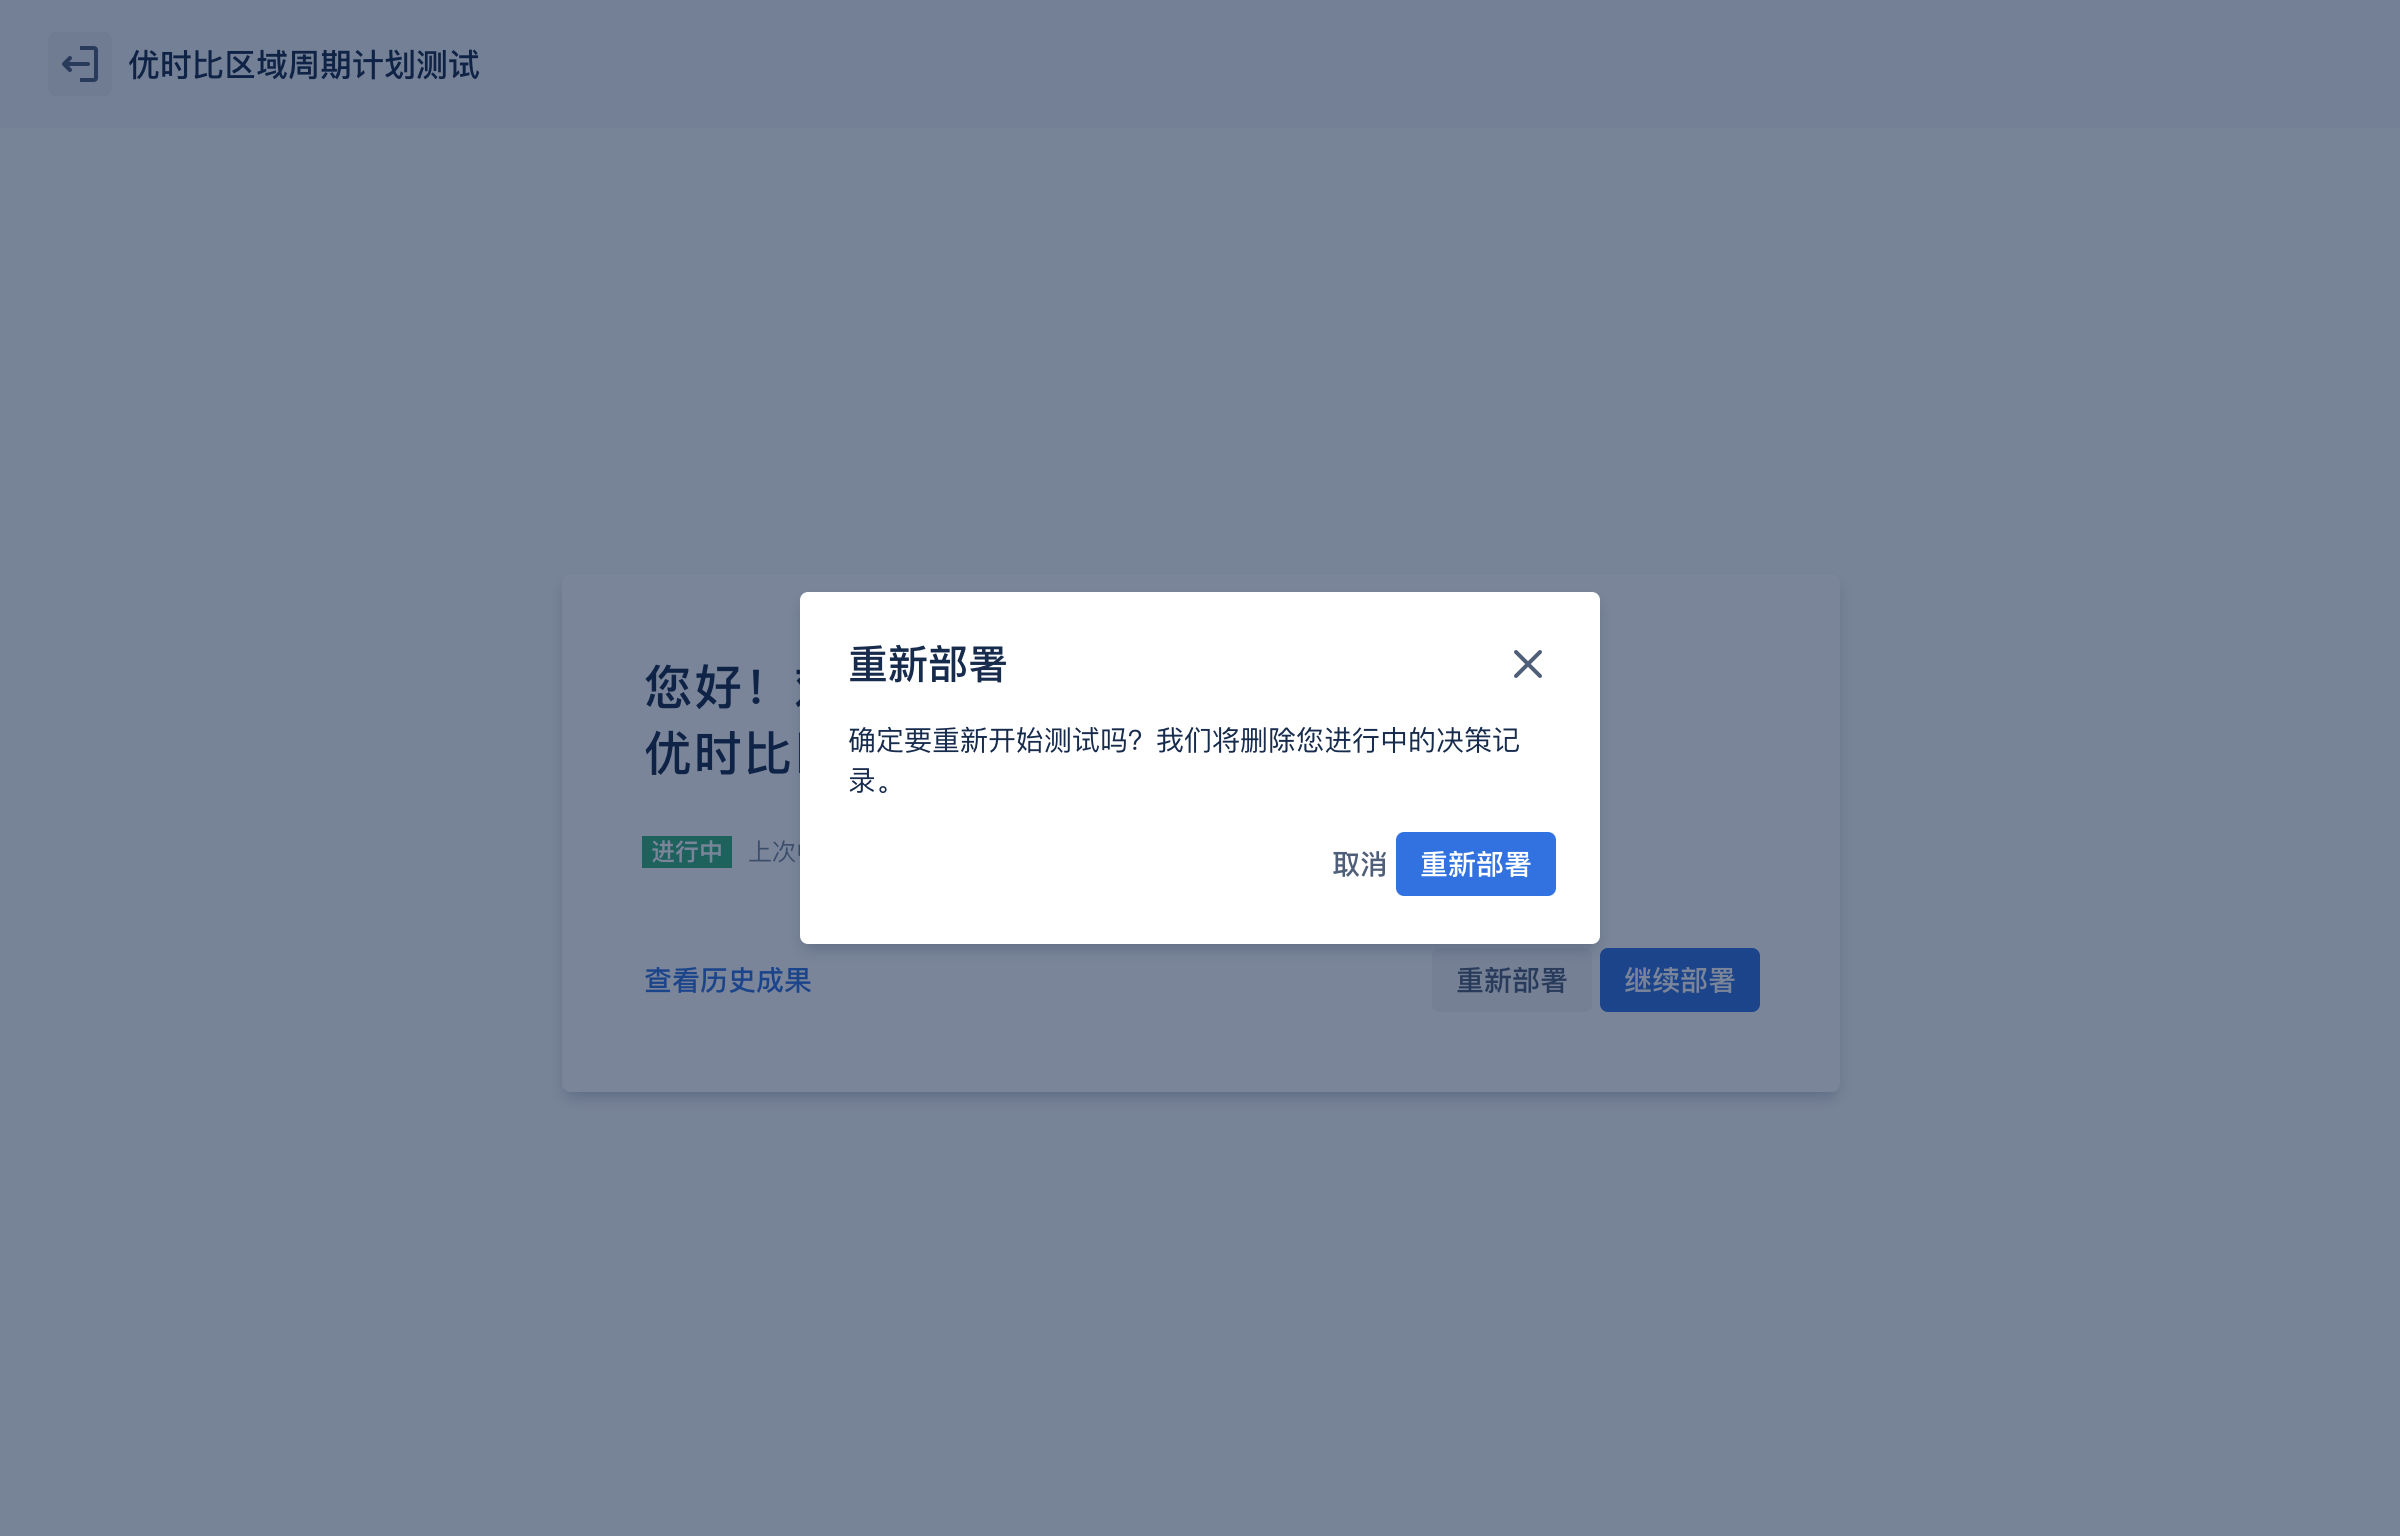 优时比区域周期计划测试
您好！
优时比
重新部署
确定要重新开始测试吗？我们将删除您进行中的决策记
录。
进行中 上次
取消 重新部署
查看历史成果 重新部署 继续部署